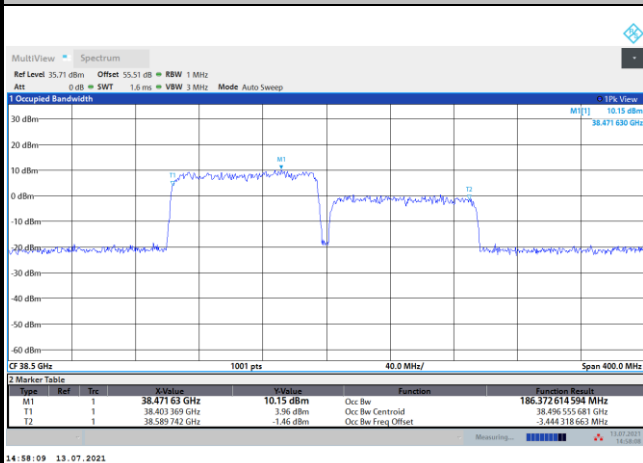 MultiView Spectrum
Ref Level 35.71 dBm Offset 55.51 dB RBW 1 MHz
Att 0 dB SWT 1.6 ms VBW 3 MHz Mode Auto Sweep
1 Occupied Bandwidth 1Pk View
M1[1] 10.15 dBm
38.471 630 GHz
30 dBm
20 dBm
M1
10 dBm
T1
T2
0 dBm
-10 dBm
-20 dBm
-30 dBm
-40 dBm
-50 dBm
-60 dBm
CF 38.5 GHz 1001 pts 40.0 MHz/ Span 400.0 MHz
2 Marker Table
Type Ref Trc X-Value Y-Value Function Function Result
M1 1 38.471 63 GHz 10.15 dBm Occ Bw 186.372 614 594 MHz
T1 1 38.403 369 GHz 3.96 dBm Occ Bw Centroid 38.496 555 681 GHz
T2 1 38.589 742 GHz -1.46 dBm Occ Bw Freq Offset -3.444 318 663 MHz
Measuring... 13.07.2021
14:58:08
14:58:09 13.07.2021